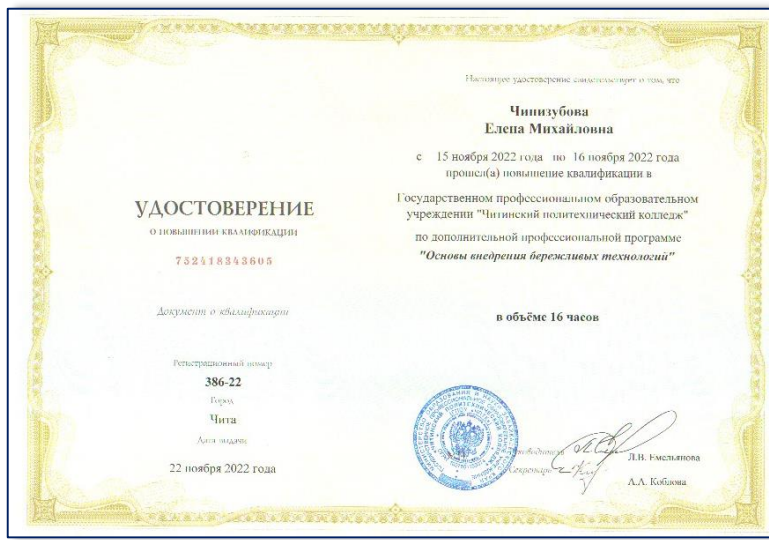 УДОСТОВЕРЕНИЕ
О ПОВЫШЕНИИ КВАЛИФИКАЦИИ
752418343605
Документ о квалификации
Регистрационный номер
386-22
Город
Чита
Дата выдачи
22 ноября 2022 года
Настоящее удостоверение свидетельствует о том, что
Чипизубова
Елена Михайловна
с 15 ноября 2022 года по 16 ноября 2022 года
прошел(а) повышение квалификации в
Государственном профессиональном образовательном
учреждении "Читинский политехнический колледж"
по дополнительной профессиональной программе
"Основы внедрения бережливых технологий"
в объёме 16 часов
Руководитель
Л.В. Емельянова
Секретарь
А.А.